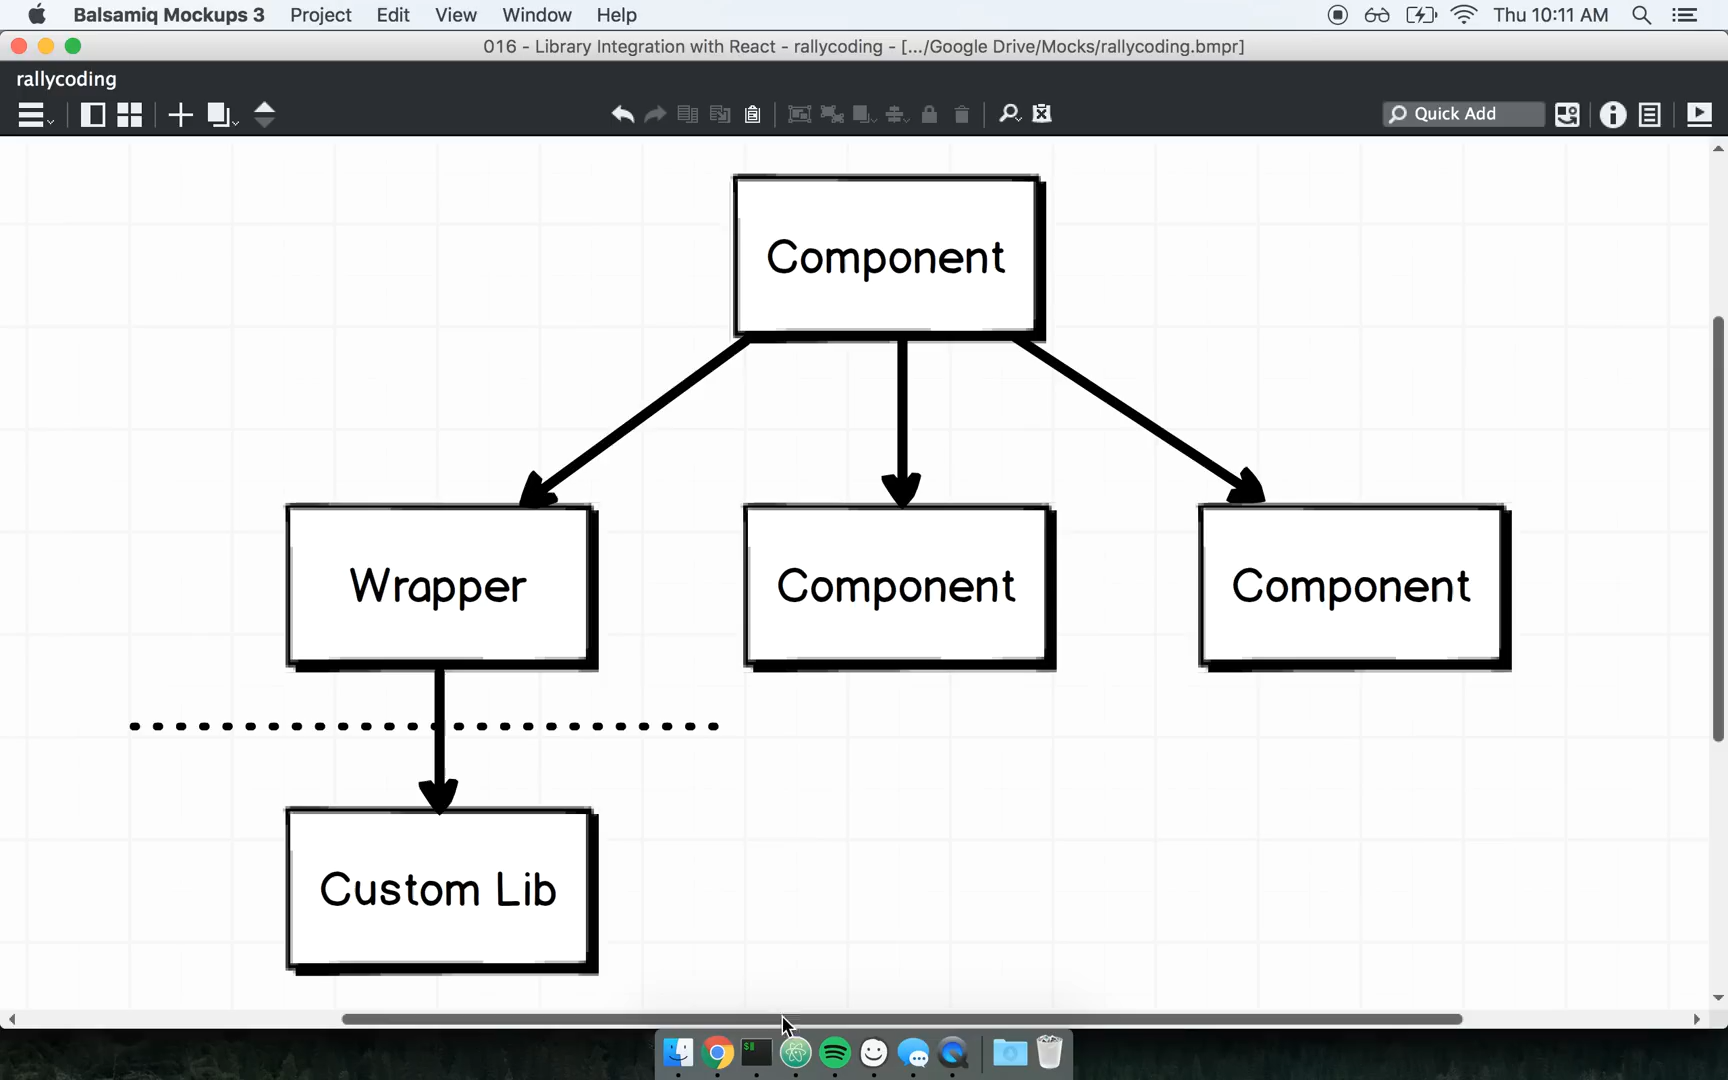 Balsamiq Mockups 3 Project Edit View Window Help Thu 10:11 AM
016 - Library Integration with React - rallycoding - [.../Google Drive/Mocks/rallycoding.bmpr]
rallycoding
Quick Add
Component
Wrapper
Component
Component
Custom Lib